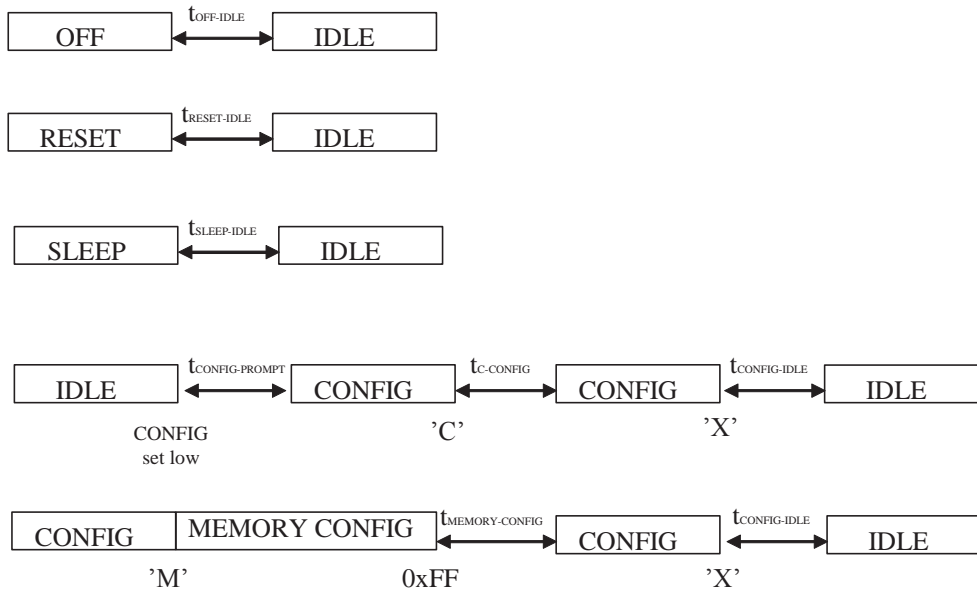 tOFF-IDLE
OFF IDLE
tRESET-IDLE
RESET IDLE
tSLEEP-IDLE
SLEEP IDLE
tCONFIG-PROMPT tC-CONFIG tCONFIG-IDLE
IDLE CONFIG CONFIG IDLE
CONFIG
set low
’C’ ’X’
tMEMORY-CONFIG tCONFIG-IDLE
CONFIG MEMORY CONFIG CONFIG IDLE
’M’ 0xFF ’X’